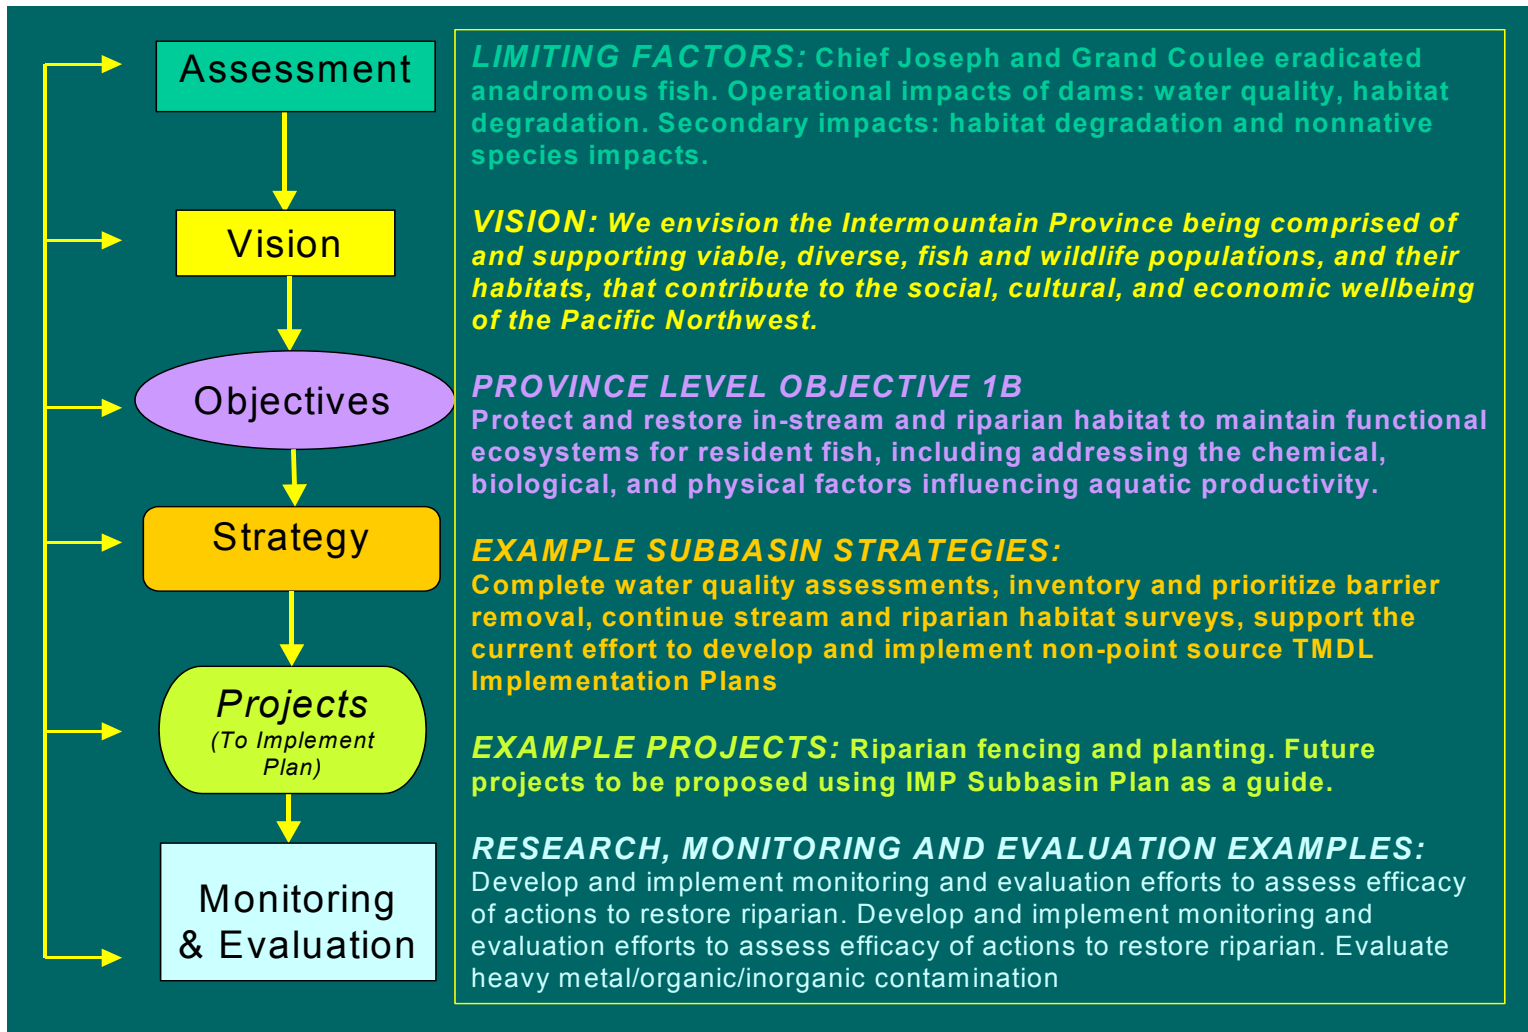 Assessment
Vision
Objectives
Strategy
Projects
(To Implement
Plan)
Monitoring
& Evaluation
LIMITING FACTORS: Chief Joseph and Grand Coulee eradicated
anadromous fish. Operational impacts of dams: water quality, habitat
degradation. Secondary impacts: habitat degradation and nonnative
species impacts.
VISION: We envision the Intermountain Province being comprised of
and supporting viable, diverse, fish and wildlife populations, and their
habitats, that contribute to the social, cultural, and economic wellbeing
of the Pacific Northwest.
PROVINCE LEVEL OBJECTIVE 1B
Protect and restore in-stream and riparian habitat to maintain functional
ecosystems for resident fish, including addressing the chemical,
biological, and physical factors influencing aquatic productivity.
EXAMPLE SUBBASIN STRATEGIES:
Complete water quality assessments, inventory and prioritize barrier
removal, continue stream and riparian habitat surveys, support the
current effort to develop and implement non-point source TMDL
Implementation Plans
EXAMPLE PROJECTS: Riparian fencing and planting. Future
projects to be proposed using IMP Subbasin Plan as a guide.
RESEARCH, MONITORING AND EVALUATION EXAMPLES:
Develop and implement monitoring and evaluation efforts to assess efficacy
of actions to restore riparian. Develop and implement monitoring and
evaluation efforts to assess efficacy of actions to restore riparian. Evaluate
heavy metal/organic/inorganic contamination